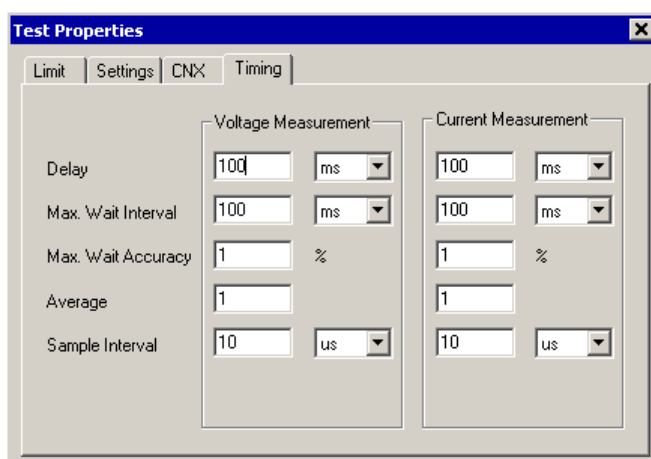 Test Properties
Limit Settings CNX Timing
Voltage Measurement Current Measurement
Delay 100 ms 100 ms
Max. Wait Interval 100 ms 100 ms
Max. Wait Accuracy 1 % 1 %
Average 1 1
Sample Interval 10 us 10 us